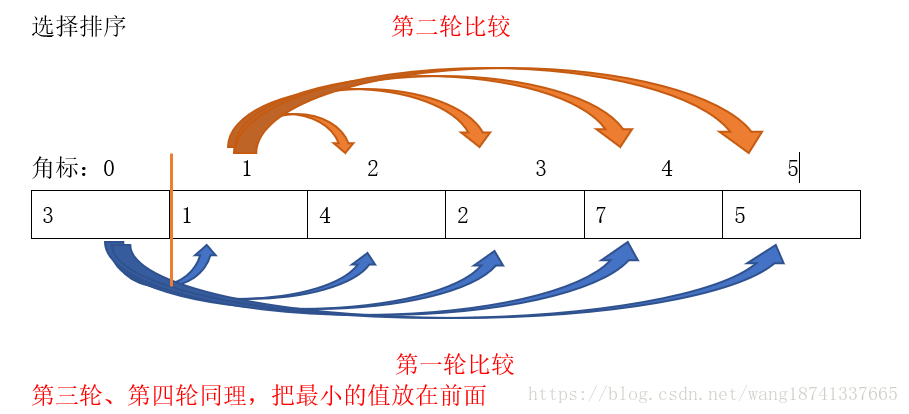 选择排序 第二轮比较
角标：0 1 2 3 4 5
3 1 4 2 7 5
第一轮比较
第三轮、第四轮同理，把最小的值放在前面
https://blog.csdn.net/wang18741337665